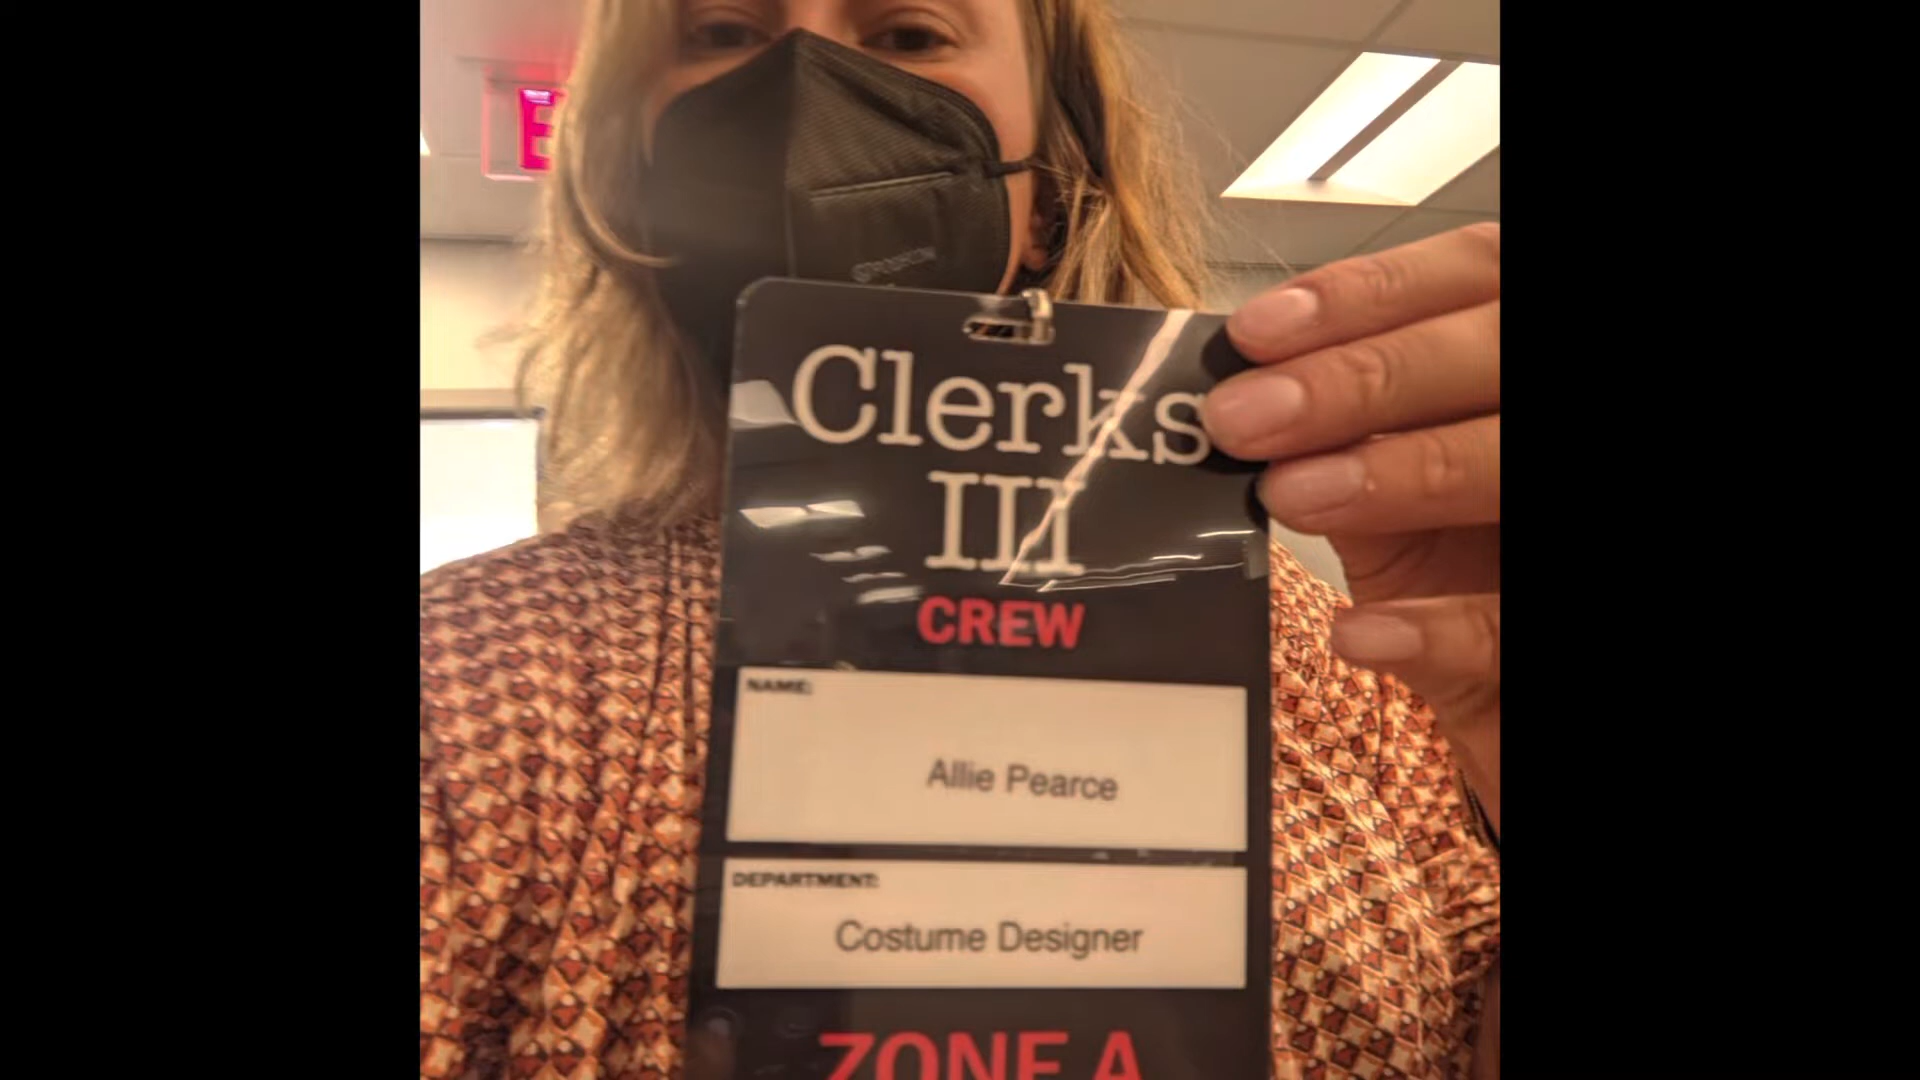 E
Clerks
III
CREW
NAME:
Allie Pearce
DEPARTMENT:
Costume Designer
ZONE A